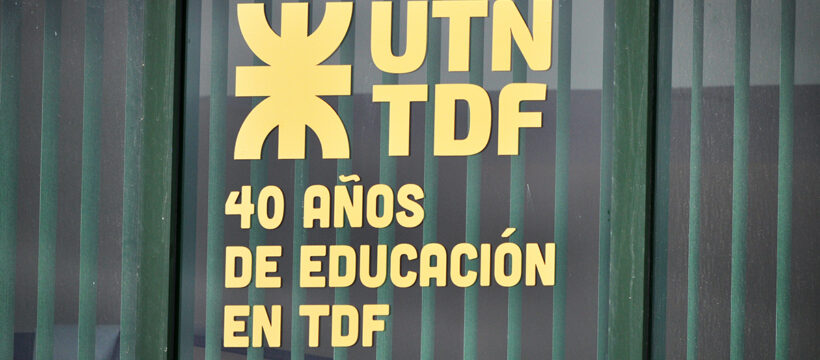 UTN
TDF
40 AÑOS
DE EDUCACIÓN
EN TDF